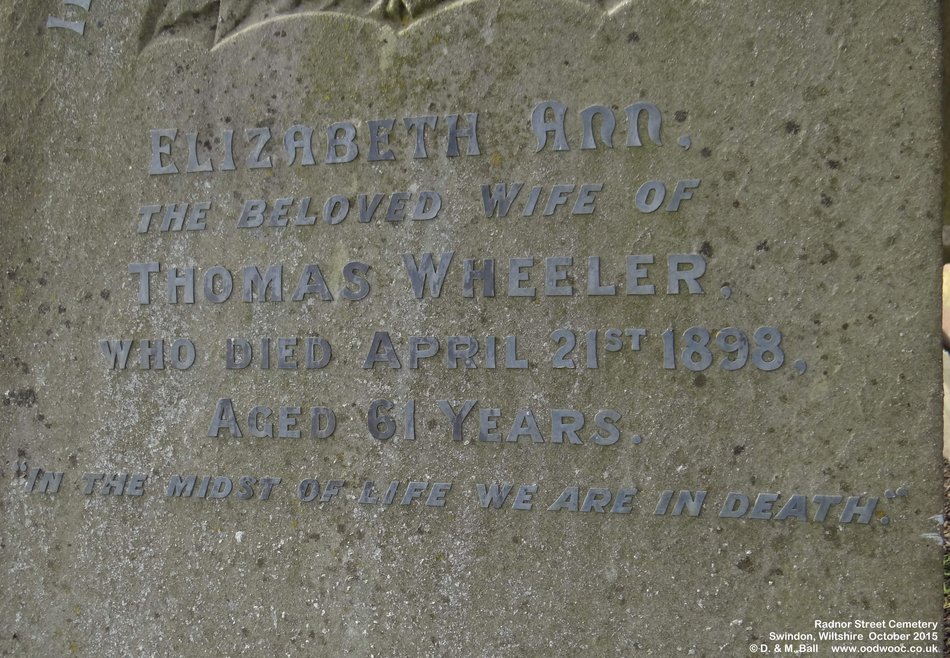 ELIZABETH ANN,
THE BELOVED WIFE OF
THOMAS WHEELER,
WHO DIED APRIL 21ST 1898,
AGED 61 YEARS.
"IN THE MIDST OF LIFE WE ARE IN DEATH."
Radnor Street Cemetery
Swindon, Wiltshire October 2015
© D. & M. Ball www.oodwooc.co.uk